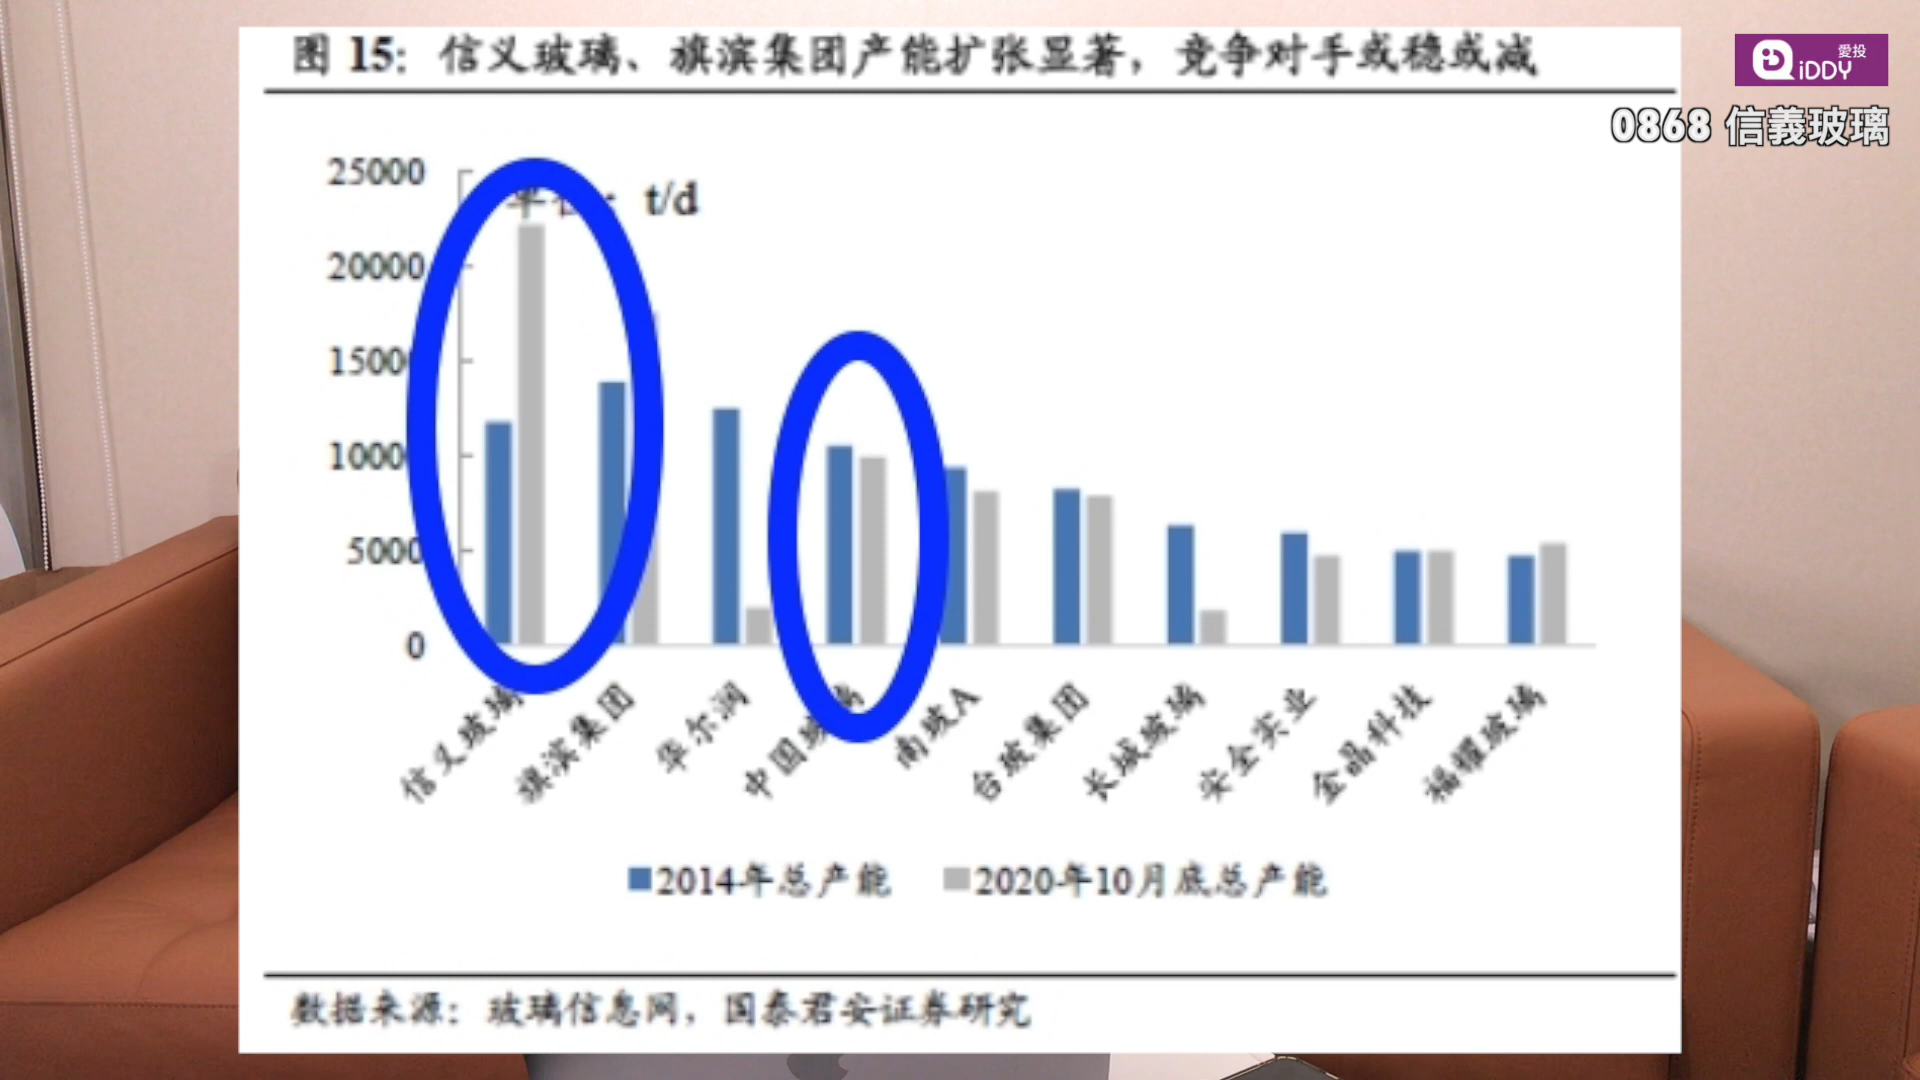 图 15：信义玻璃、旗滨集团产能扩张显著，竞争对手或稳或减
愛投
iDDY
0868 信義玻璃
25000
t/d
20000
15000
10000
5000
0
信义玻璃
旗滨集团
华尔润
中国玻璃
南玻A
台玻集团
长城玻璃
安全实业
金晶科技
福耀玻璃
2014年总产能
2020年10月底总产能
数据来源：玻璃信息网，国泰君安证券研究